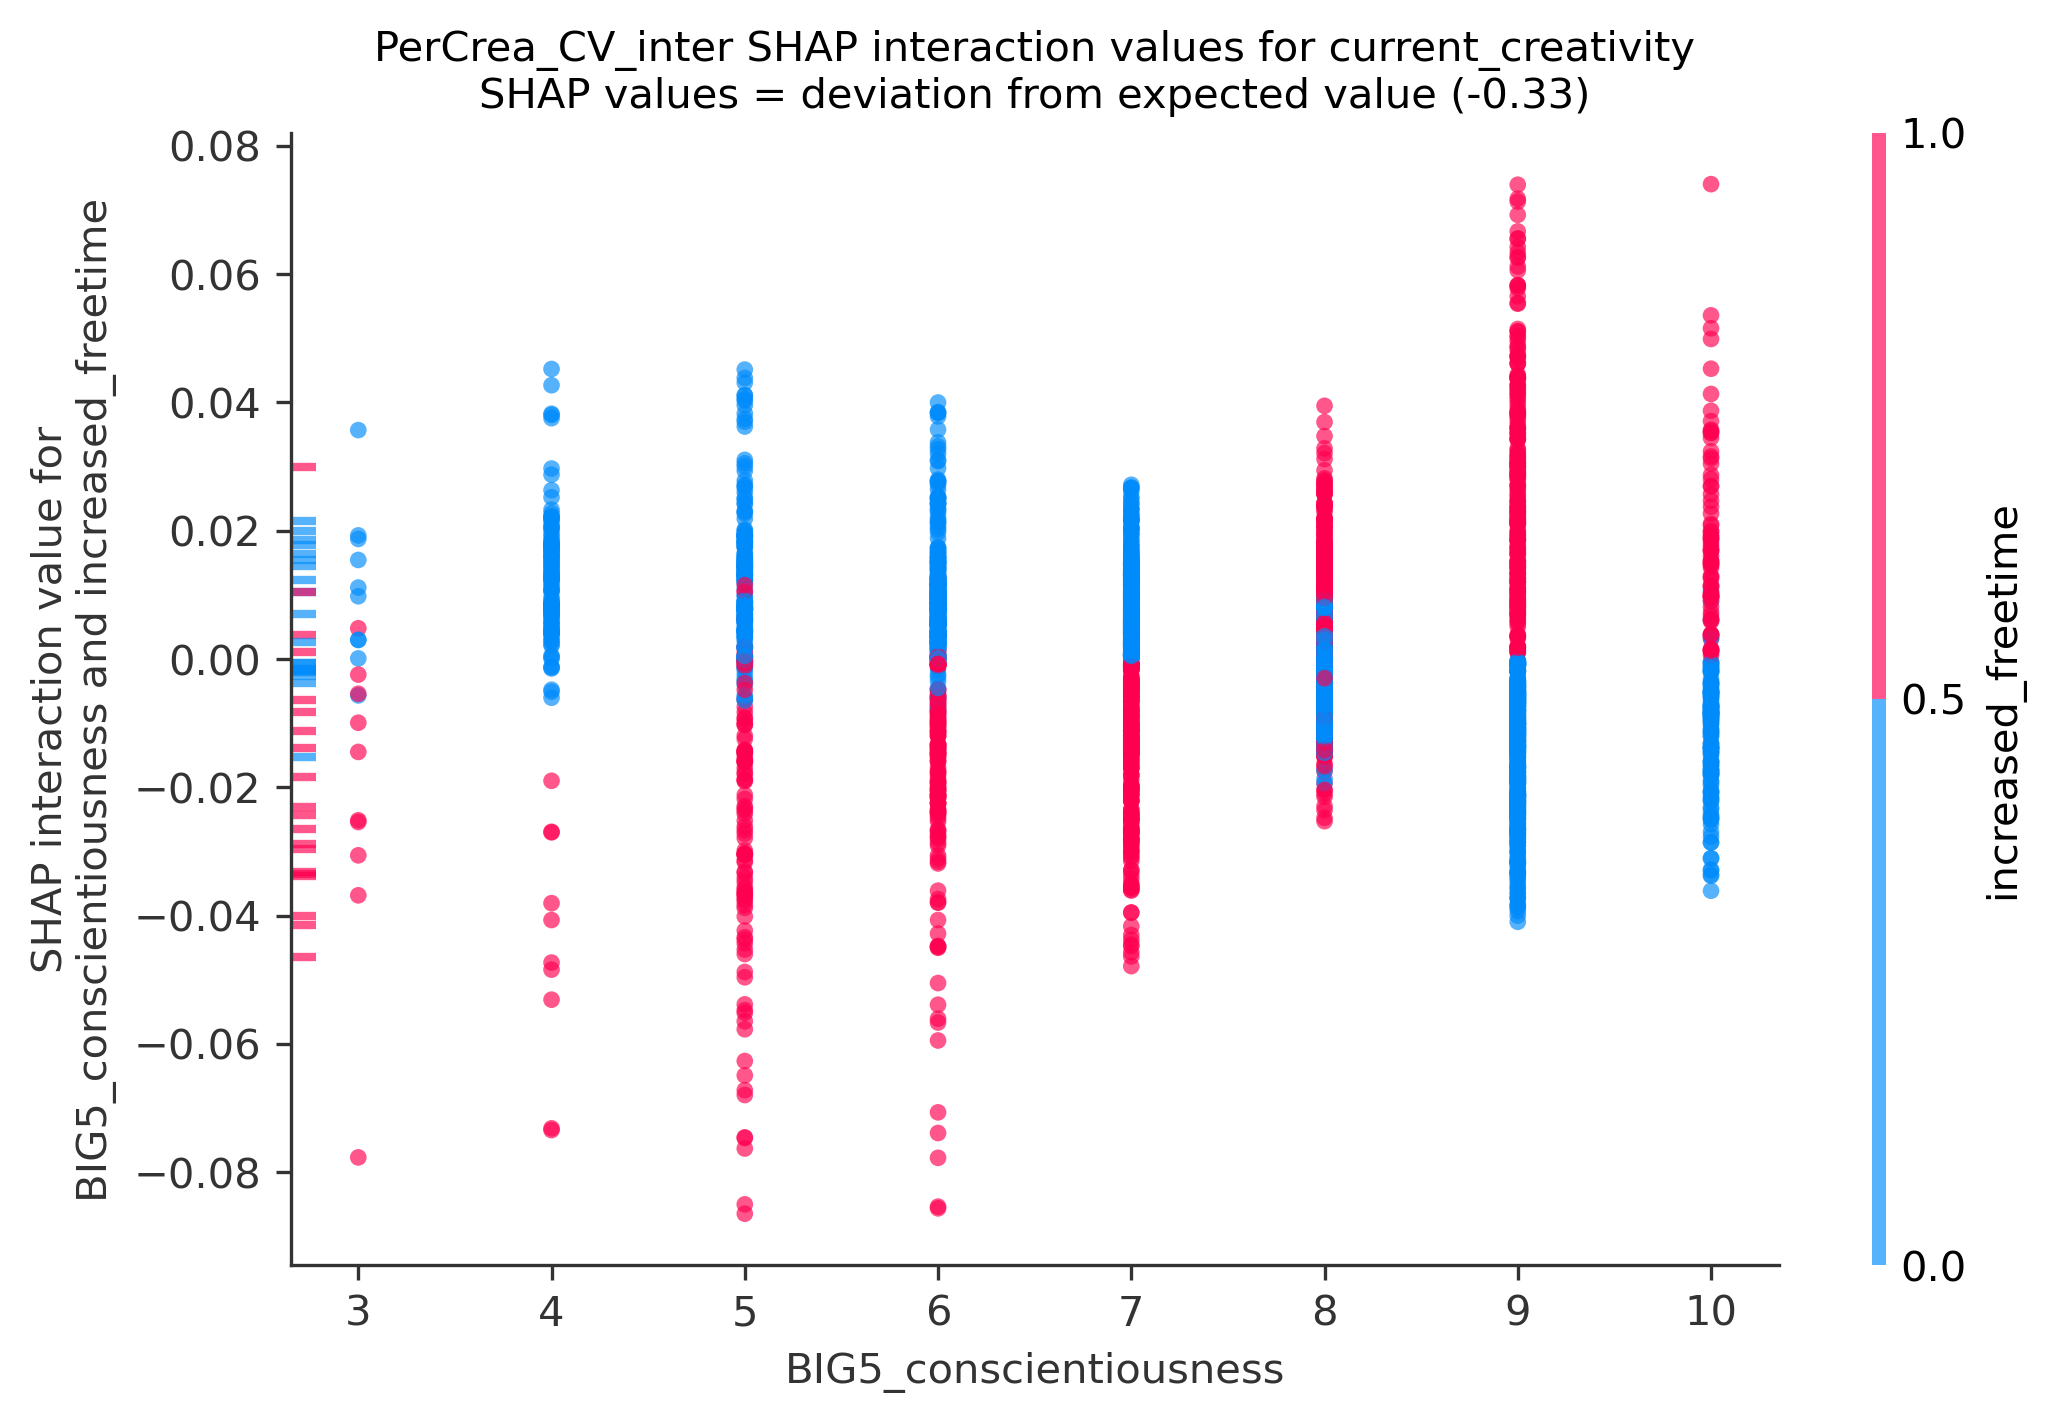 PerCrea_CV_inter SHAP interaction values for current_creativity
SHAP values = deviation from expected value (-0.33)
SHAP interaction value for
BIG5_conscientiousness and increased_freetime
0.08
0.06
0.04
0.02
0.00
−0.02
−0.04
−0.06
−0.08
3 4 5 6 7 8 9 10
BIG5_conscientiousness
1.0
0.5
0.0
increased_freetime